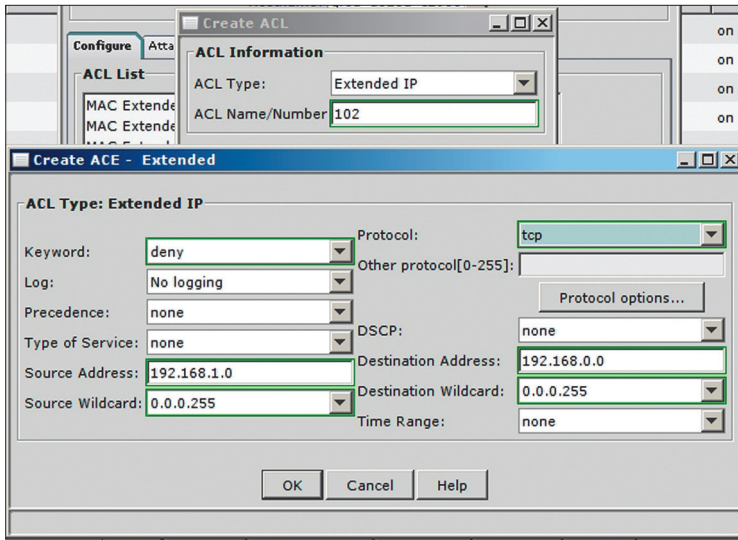 Create ACL
on
Configure
Atta
ACL Information
on
ACL List
ACL Type:
Extended IP
on
MAC Extende
ACL Name/Number
102
on
MAC Extende
Create ACE - Extended
ACL Type: Extended IP
Keyword:
deny
Log:
No logging
Precedence:
none
Type of Service:
none
Source Address:
192.168.1.0
Source Wildcard:
0.0.0.255
Protocol:
tcp
Other protocol[0-255]:
Protocol options...
DSCP:
none
Destination Address:
192.168.0.0
Destination Wildcard:
0.0.0.255
Time Range:
none
OK
Cancel
Help